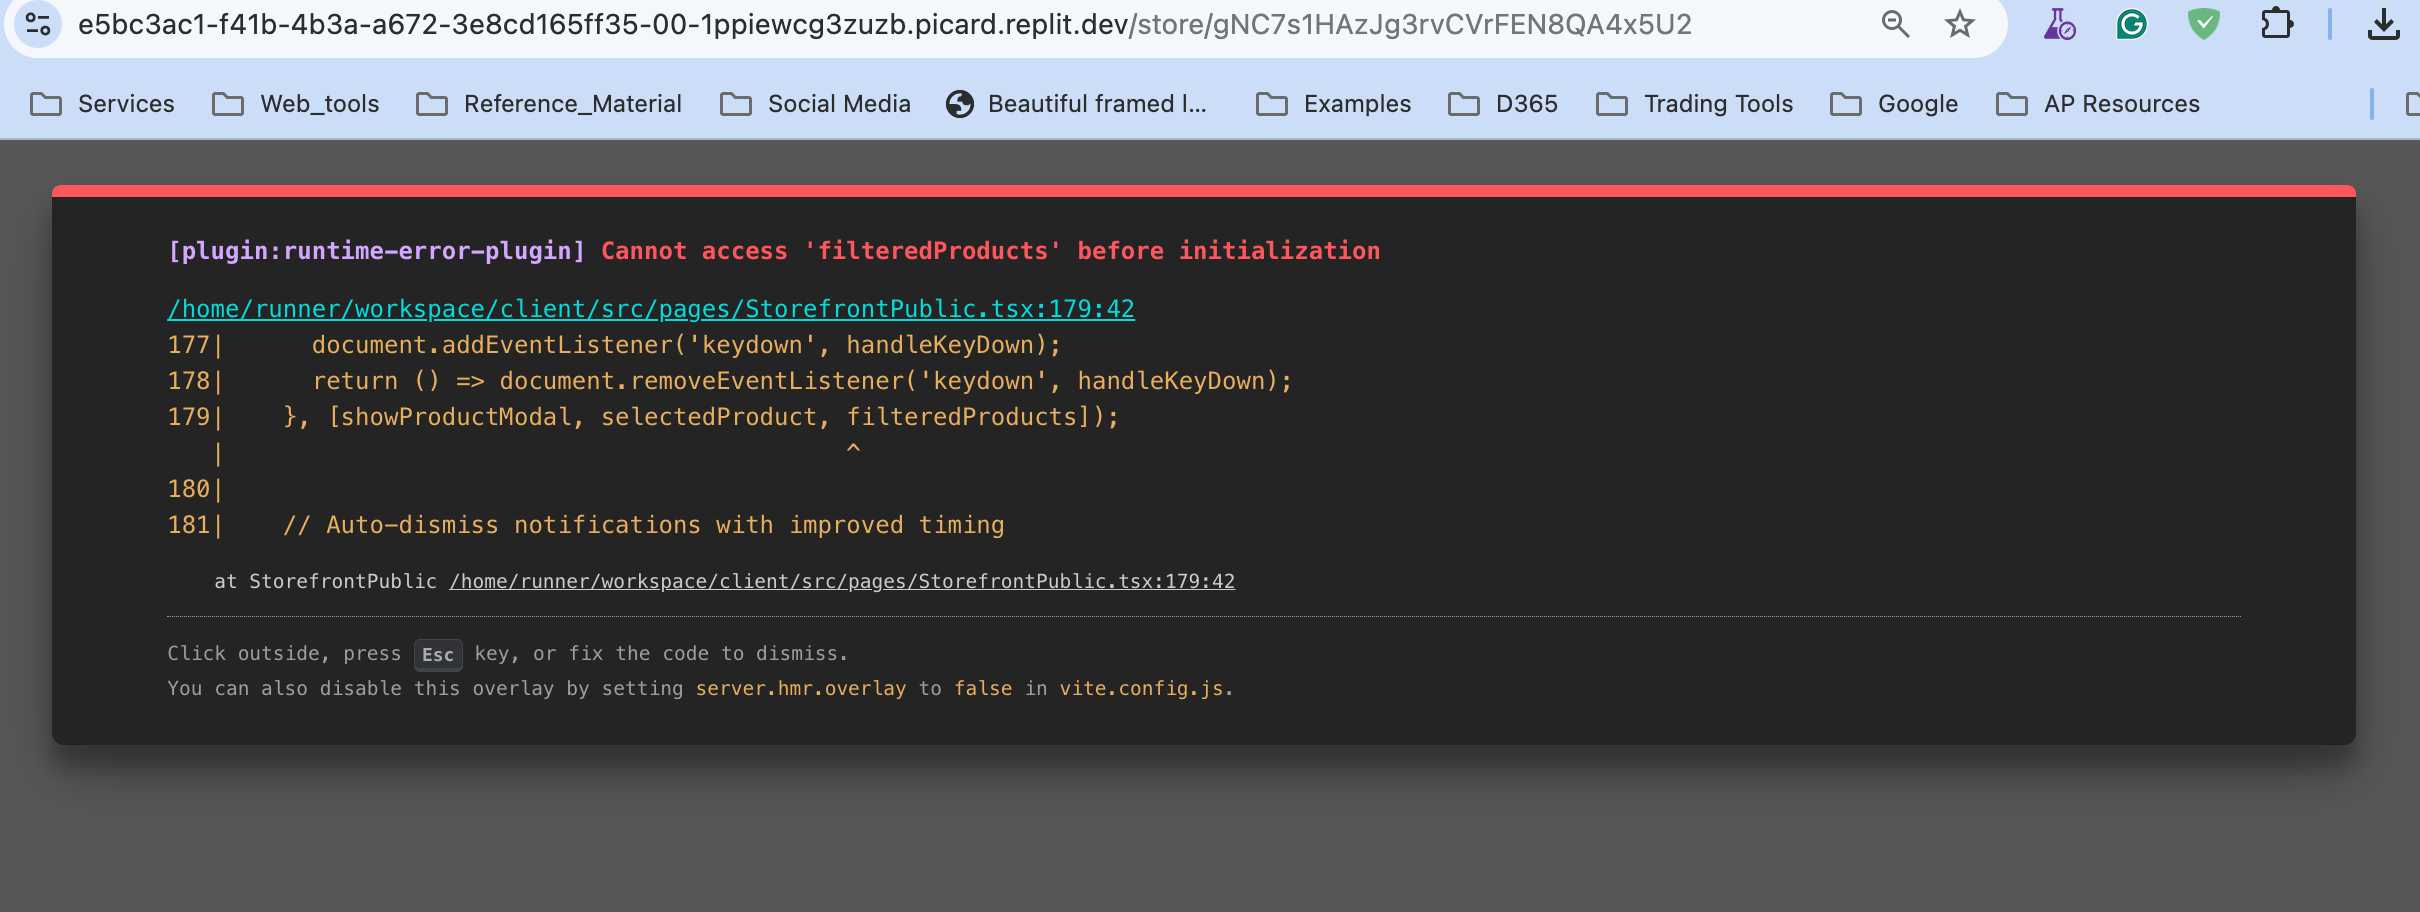 e5bc3ac1-f41b-4b3a-a672-3e8cd165ff35-00-1ppiewcg3zuzb.picard.replit.dev/store/gNC7s1HAzJg3rvCVrFEN8QA4x5U2
Services Web_tools Reference_Material Social Media Beautiful framed l... Examples D365 Trading Tools Google AP Resources
[plugin:runtime-error-plugin] Cannot access 'filteredProducts' before initialization
/home/runner/workspace/client/src/pages/StorefrontPublic.tsx:179:42
177|      document.addEventListener('keydown', handleKeyDown);
178|      return () => document.removeEventListener('keydown', handleKeyDown);
179|    }, [showProductModal, selectedProduct, filteredProducts]);
   |                                           ^
180|
181|    // Auto-dismiss notifications with improved timing
at StorefrontPublic /home/runner/workspace/client/src/pages/StorefrontPublic.tsx:179:42
Click outside, press Esc key, or fix the code to dismiss.
You can also disable this overlay by setting server.hmr.overlay to false in vite.config.js.